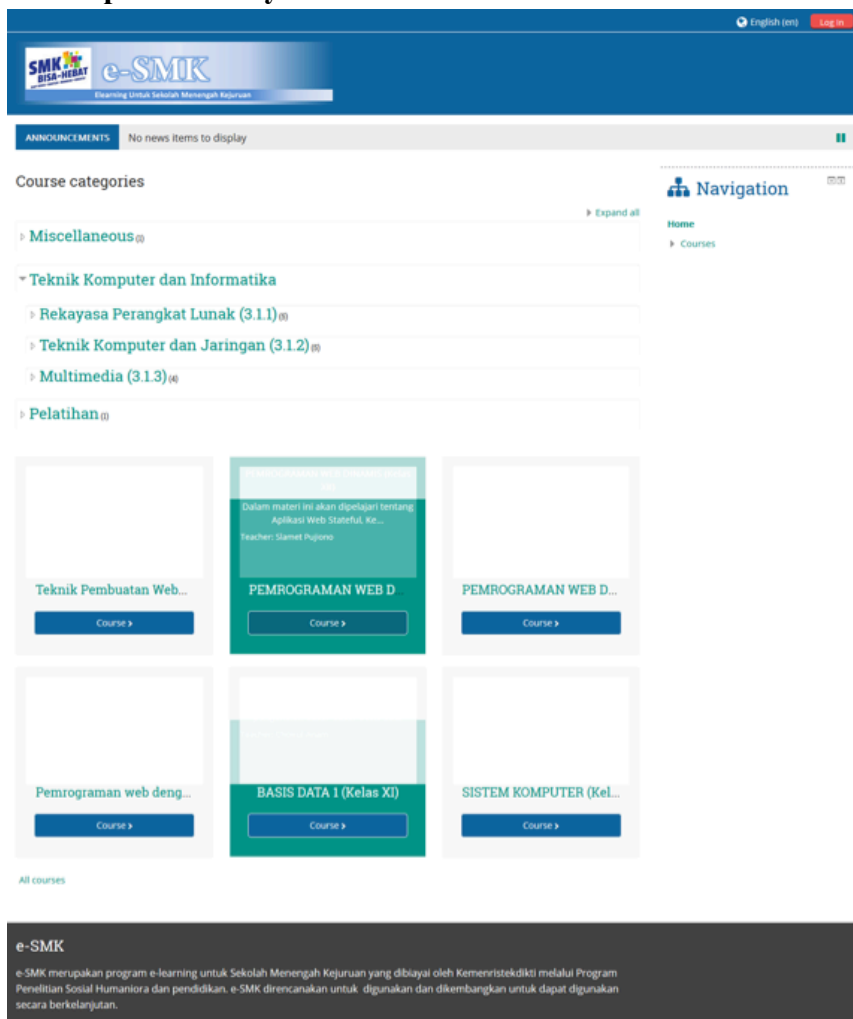 English (en) Log in
SMK
BISA-HEBAT
e-SMK
Elearning Untuk Sekolah Menengah Kejuruan
ANNOUNCEMENTS No news items to display
Course categories
Navigation
Expand all
Home
Courses
Miscellaneous
Teknik Komputer dan Informatika
Rekayasa Perangkat Lunak (3.1.1)
Teknik Komputer dan Jaringan (3.1.2)
Multimedia (3.1.3) (4)
Pelatihan (1)
Dalam materi ini akan dipelajari tentang
Aplikasi Web Stateful, Ke...
Teacher: Slamet Pujiono
Teknik Pembuatan Web... PEMROGRAMAN WEB D... PEMROGRAMAN WEB D...
Course Course Course
Pemrograman web deng... BASIS DATA 1 (Kelas XI) SISTEM KOMPUTER (Kel...
Course Course Course
All courses
e-SMK
e-SMK merupakan program e-learning untuk Sekolah Menengah Kejuruan yang dibiayai oleh Kemenristekdikti melalui Program
Penelitian Sosial Humaniora dan pendidikan. e-SMK direncanakan untuk digunakan dan dikembangkan untuk dapat digunakan
secara berkelanjutan.